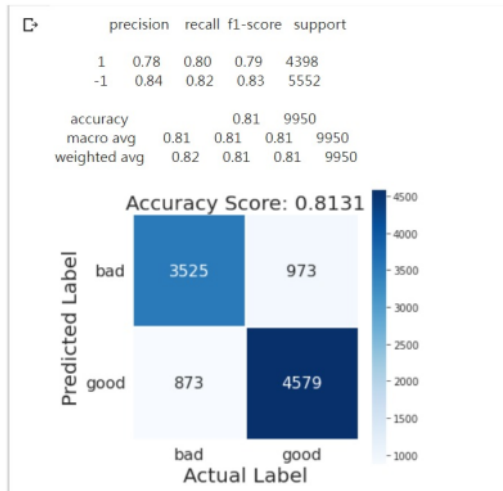 precision recall f1-score support
1 0.78 0.80 0.79 4398
-1 0.84 0.82 0.83 5552
accuracy 0.81 9950
macro avg 0.81 0.81 0.81 9950
weighted avg 0.82 0.81 0.81 9950
Accuracy Score: 0.8131
4500
4000
3500
3000
2500
2000
1500
1000
Predicted Label
bad 3525 973
good 873 4579
bad good
Actual Label